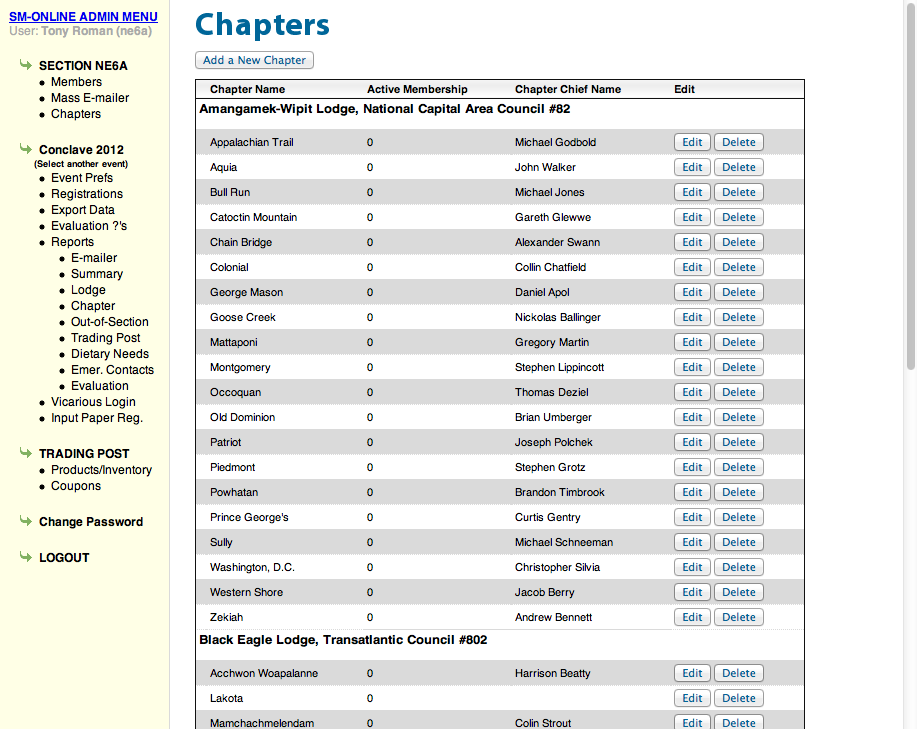 SM-ONLINE ADMIN MENU
User: Tony Roman (ne6a)
SECTION NE6A
Members
Mass E-mailer
Chapters
Conclave 2012
(Select another event)
Event Prefs
Registrations
Export Data
Evaluation ?'s
Reports
E-mailer
Summary
Lodge
Chapter
Out-of-Section
Trading Post
Dietary Needs
Emer. Contacts
Evaluation
Vicarious Login
Input Paper Reg.
TRADING POST
Products/Inventory
Coupons
Change Password
LOGOUT
Chapters
Add a New Chapter
Chapter Name Active Membership Chapter Chief Name Edit
Amangamek-Wipit Lodge, National Capital Area Council #82
Appalachian Trail 0 Michael Godbold Edit Delete
Aquia 0 John Walker Edit Delete
Bull Run 0 Michael Jones Edit Delete
Catoctin Mountain 0 Gareth Glewwe Edit Delete
Chain Bridge 0 Alexander Swann Edit Delete
Colonial 0 Collin Chatfield Edit Delete
George Mason 0 Daniel Apol Edit Delete
Goose Creek 0 Nickolas Ballinger Edit Delete
Mattaponi 0 Gregory Martin Edit Delete
Montgomery 0 Stephen Lippincott Edit Delete
Occoquan 0 Thomas Deziel Edit Delete
Old Dominion 0 Brian Umberger Edit Delete
Patriot 0 Joseph Polchek Edit Delete
Piedmont 0 Stephen Grotz Edit Delete
Powhatan 0 Brandon Timbrook Edit Delete
Prince George's 0 Curtis Gentry Edit Delete
Sully 0 Michael Schneeman Edit Delete
Washington, D.C. 0 Christopher Silvia Edit Delete
Western Shore 0 Jacob Berry Edit Delete
Zekiah 0 Andrew Bennett Edit Delete
Black Eagle Lodge, Transatlantic Council #802
Acchwon Woapalanne 0 Harrison Beatty Edit Delete
Lakota 0 Edit Delete
Mamchachmelendam 0 Colin Strout Edit Delete